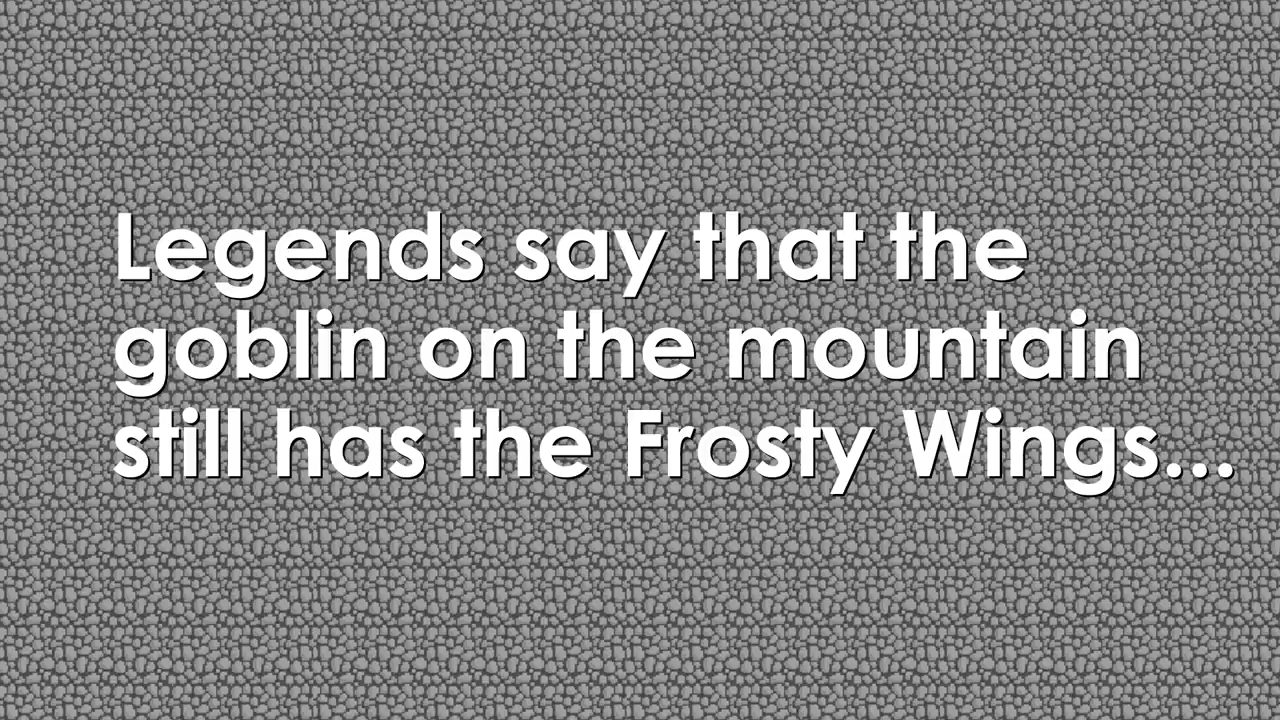 Legends say that the
goblin on the mountain
still has the Frosty Wings...